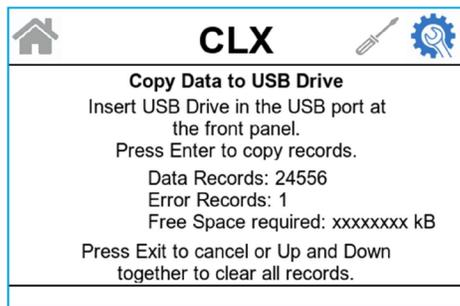 CLX
Copy Data to USB Drive
Insert USB Drive in the USB port at
the front panel.
Press Enter to copy records.
Data Records: 24556
Error Records: 1
Free Space required: xxxxxxxx kB
Press Exit to cancel or Up and Down
together to clear all records.